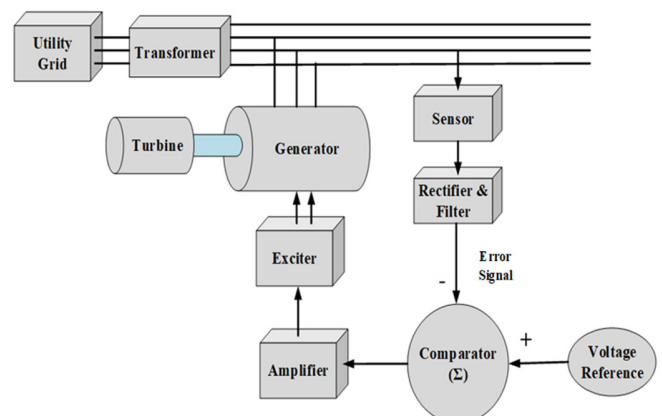 Utility
Grid
Transformer
Sensor
Turbine
Generator
Rectifier &
Filter
Exciter
Error
Signal
-
+
Amplifier
Comparator
(Σ)
Voltage
Reference